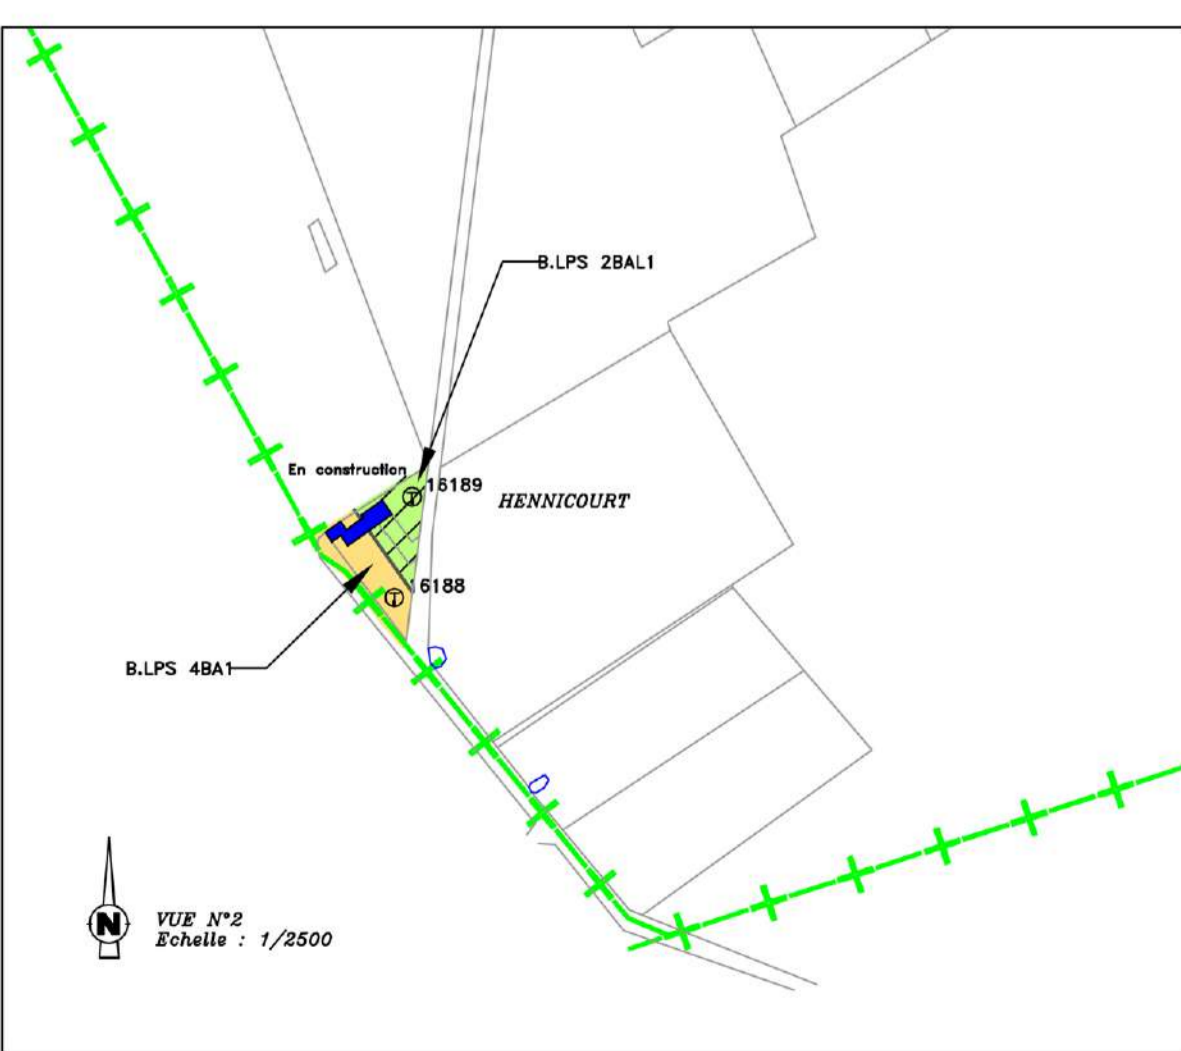 B.LPS 2BAL1
En construction
16189
HENNICOURT
16188
B.LPS 4BA1
N
VUE N°2
Echelle : 1/2500